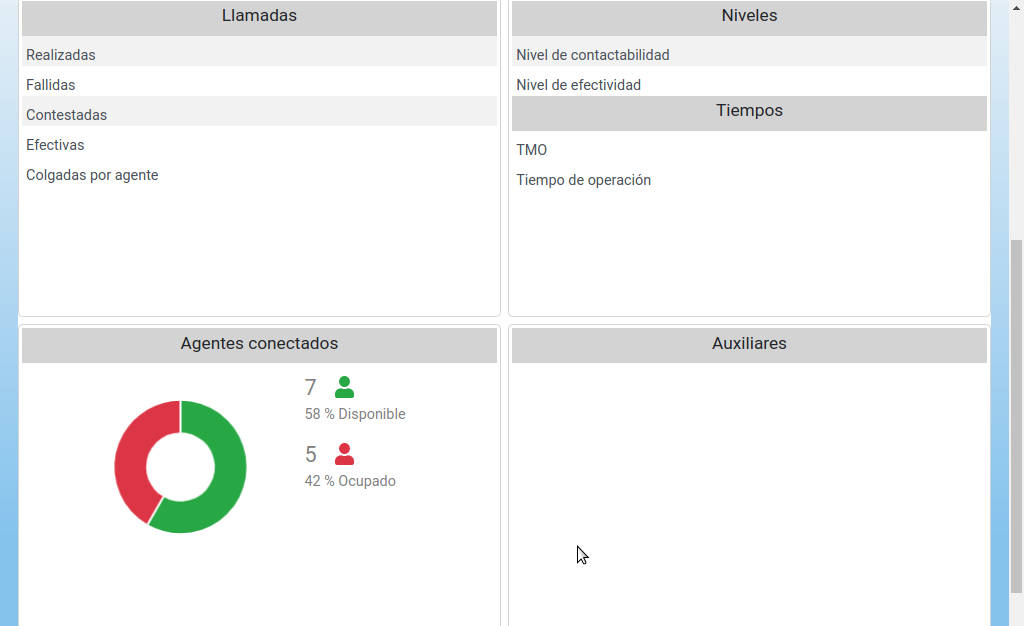 Llamadas
Realizadas
Fallidas
Contestadas
Efectivas
Colgadas por agente
Niveles
Nivel de contactabilidad
Nivel de efectividad
Tiempos
TMO
Tiempo de operación
Agentes conectados
7
58 % Disponible
5
42 % Ocupado
Auxiliares